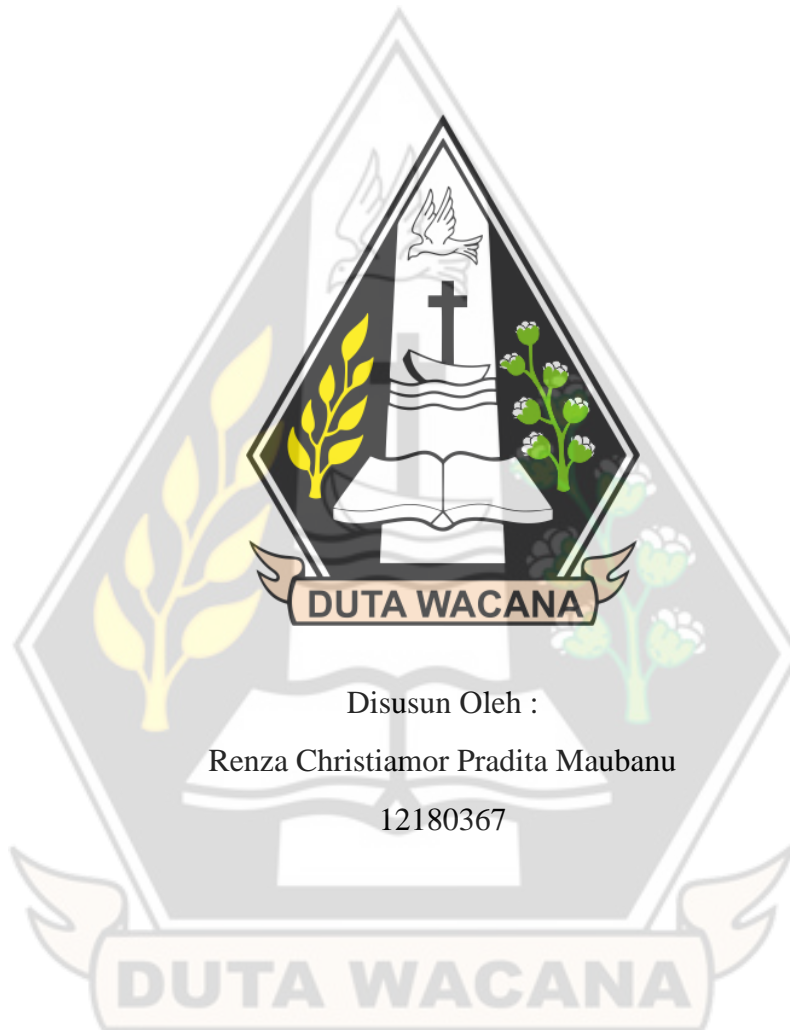 DUTA WACANA
Disusun Oleh :
Renza Christiamor Pradita Maubanu
12180367
DUTA WACANA